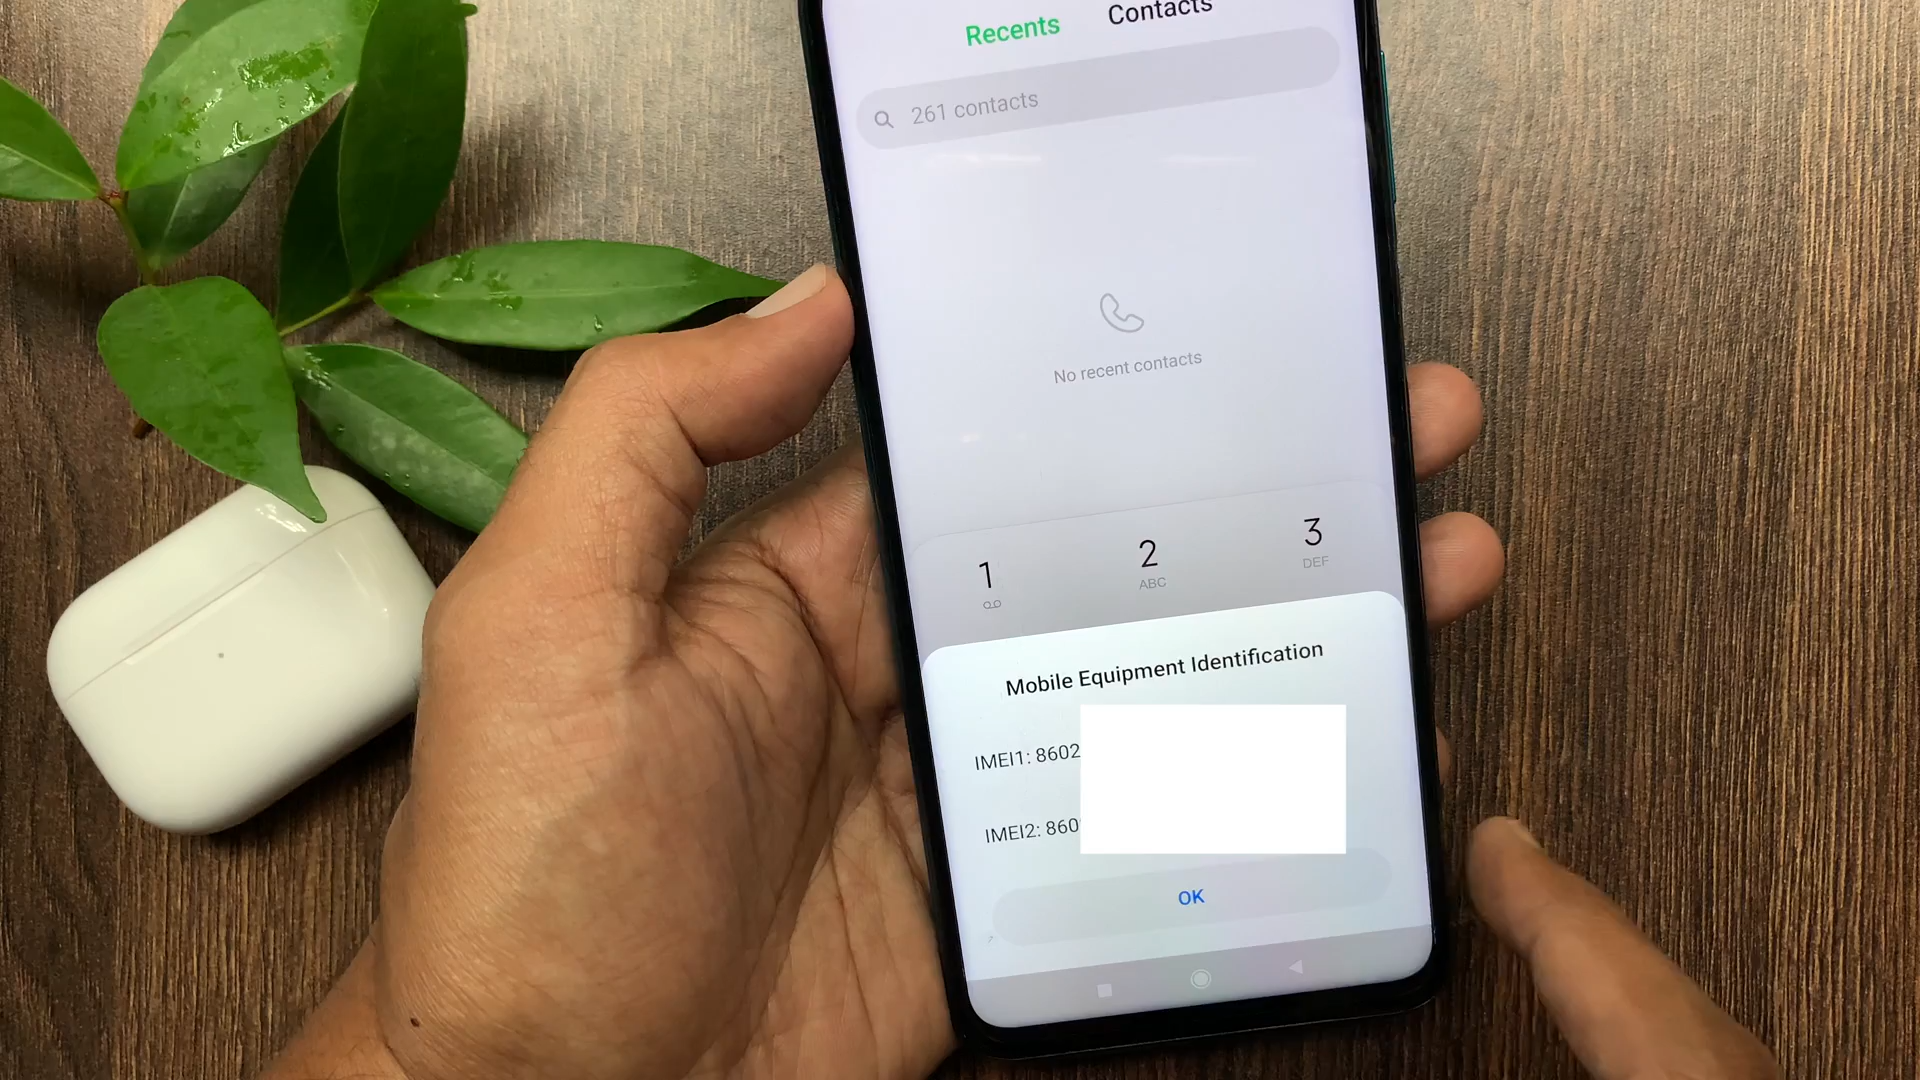 Recents Contacts
261 contacts
No recent contacts
1 2 3
ABC DEF
Mobile Equipment Identification
IMEI1: 8602
IMEI2: 860
OK